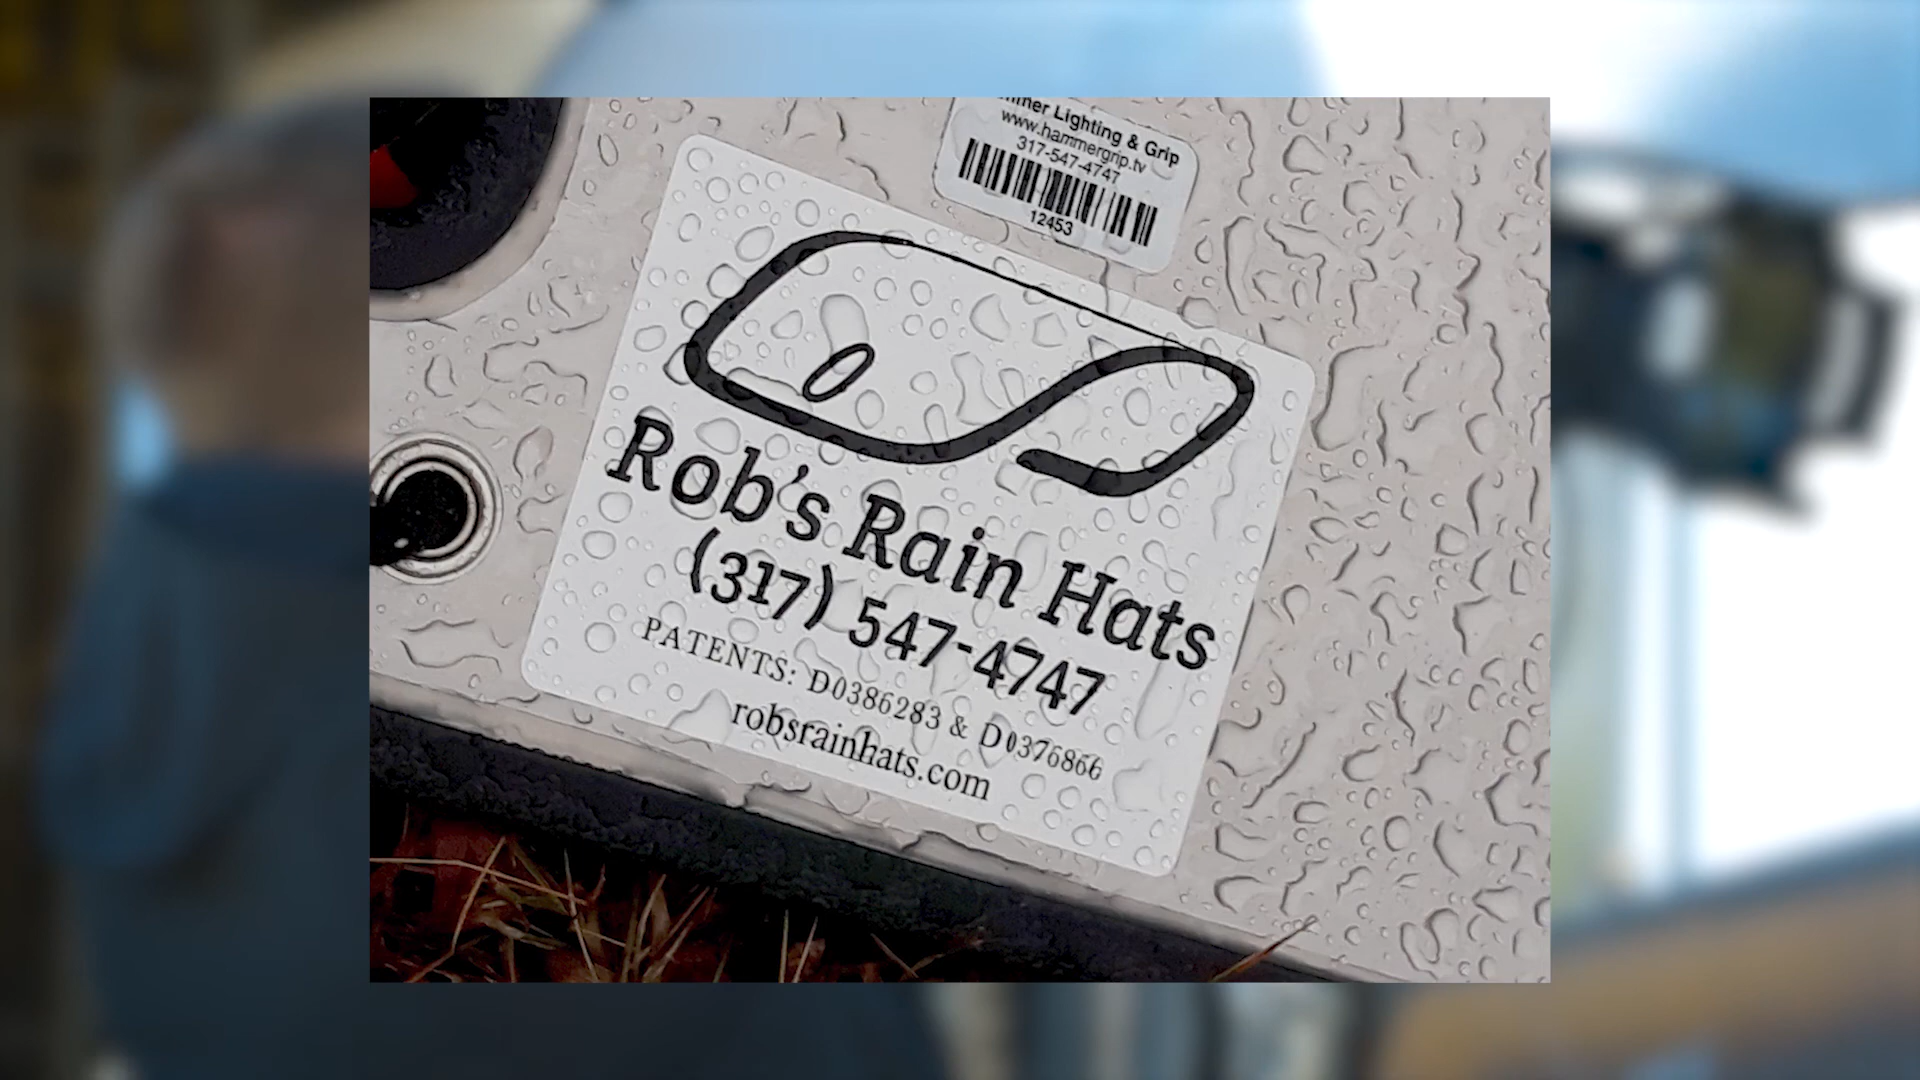 Lighting & Grip
www.hammergrip.tv
317-547-4747
12453
Rob's Rain Hats
(317) 547-4747
PATENTS: D0386283 & D0376866
robsrainhats.com